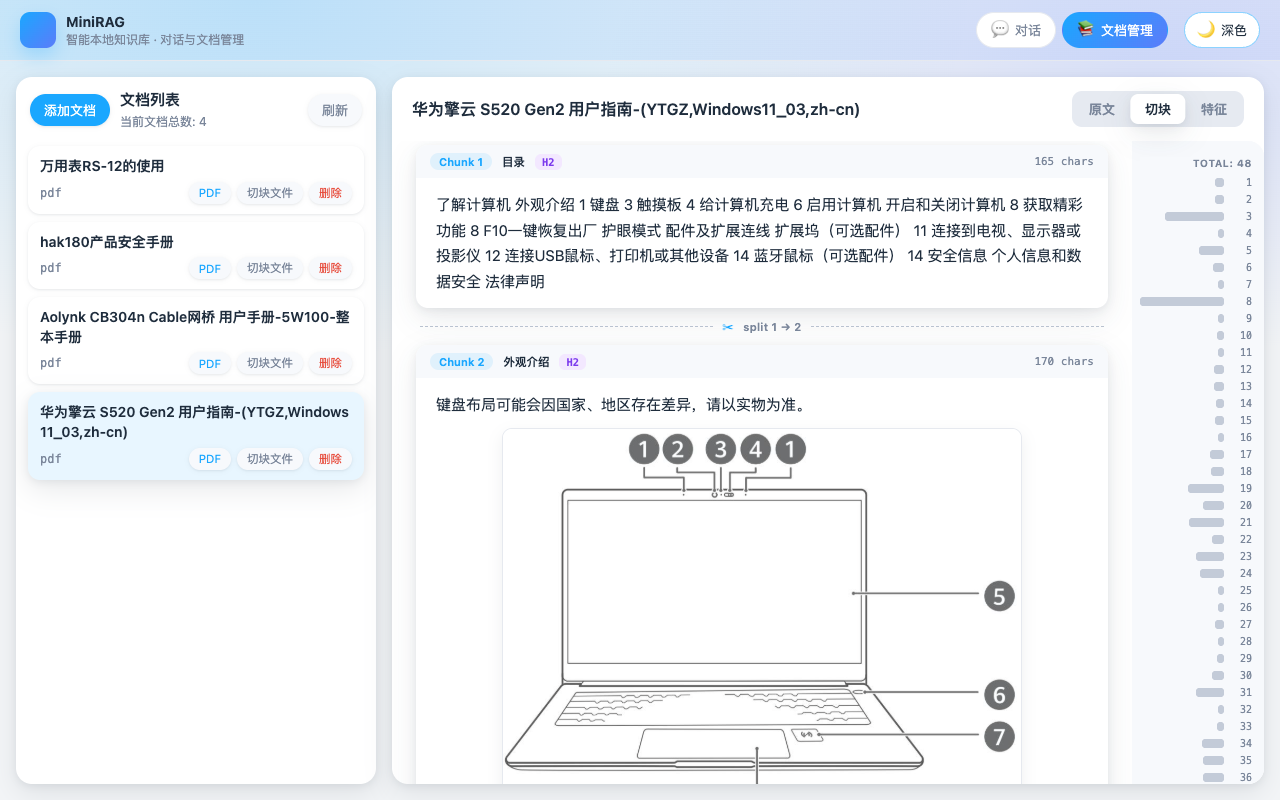 MiniRAG
智能本地知识库 · 对话与文档管理
💬 对话
📚 文档管理
🌙 深色
添加文档
文档列表
当前文档总数: 4
刷新
万用表RS-12的使用
pdf
PDF
切块文件
删除
hak180产品安全手册
pdf
PDF
切块文件
删除
Aolynk CB304n Cable网桥 用户手册-5W100-整
本手册
pdf
PDF
切块文件
删除
华为擎云 S520 Gen2 用户指南-(YTGZ,Windows
11_03,zh-cn)
pdf
PDF
切块文件
删除
华为擎云 S520 Gen2 用户指南-(YTGZ,Windows11_03,zh-cn)
原文
切块
特征
Chunk 1
目录
H2
165 chars
了解计算机 外观介绍 1 键盘 3 触摸板 4 给计算机充电 6 启用计算机 开启和关闭计算机 8 获取精彩
功能 8 F10一键恢复出厂 护眼模式 配件及扩展连线 扩展坞（可选配件） 11 连接到电视、显示器或
投影仪 12 连接USB鼠标、打印机或其他设备 14 蓝牙鼠标（可选配件） 14 安全信息 个人信息和数
据安全 法律声明
✂ split 1 → 2
Chunk 2
外观介绍
H2
170 chars
键盘布局可能会因国家、地区存在差异，请以实物为准。
1 2 3 4 1
5
6
7
TOTAL: 48
1
2
3
4
5
6
7
8
9
10
11
12
13
14
15
16
17
18
19
20
21
22
23
24
25
26
27
28
29
30
31
32
33
34
35
36